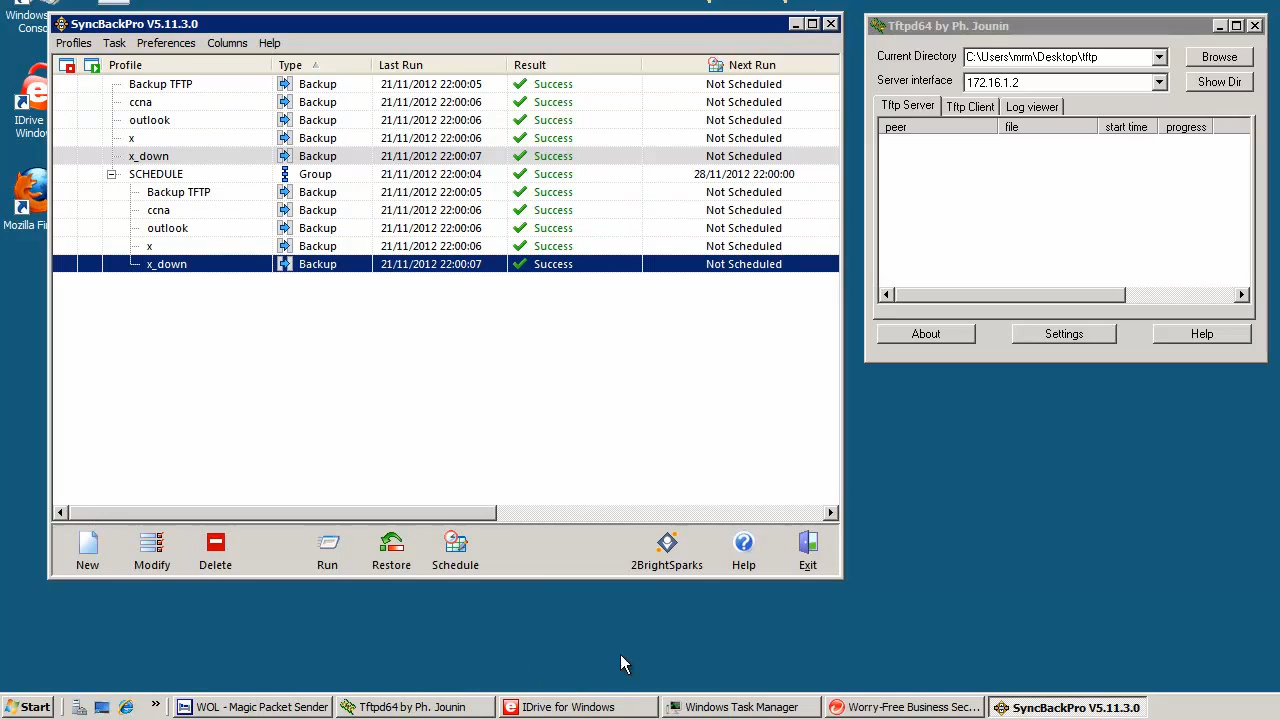 Windows
Conso
IDrive
Window
Mozilla Fir
SyncBackPro V5.11.3.0
Profiles Task Preferences Columns Help
Profile Type Last Run Result Next Run
Backup TFTP Backup 21/11/2012 22:00:05 Success Not Scheduled
ccna Backup 21/11/2012 22:00:06 Success Not Scheduled
outlook Backup 21/11/2012 22:00:06 Success Not Scheduled
x Backup 21/11/2012 22:00:06 Success Not Scheduled
x_down Backup 21/11/2012 22:00:07 Success Not Scheduled
SCHEDULE Group 21/11/2012 22:00:04 Success 28/11/2012 22:00:00
Backup TFTP Backup 21/11/2012 22:00:05 Success Not Scheduled
ccna Backup 21/11/2012 22:00:06 Success Not Scheduled
outlook Backup 21/11/2012 22:00:06 Success Not Scheduled
x Backup 21/11/2012 22:00:06 Success Not Scheduled
x_down Backup 21/11/2012 22:00:07 Success Not Scheduled
New Modify Delete Run Restore Schedule 2BrightSparks Help Exit
Tftpd64 by Ph. Jounin
Current Directory C:\Users\mrm\Desktop\tftp Browse
Server interface 172.16.1.2 Show Dir
Tftp Server Tftp Client Log viewer
peer file start time progress
About Settings Help
Start » WOL - Magic Packet Sender Tftpd64 by Ph. Jounin IDrive for Windows Windows Task Manager Worry-Free Business Sec... SyncBackPro V5.11.3.0